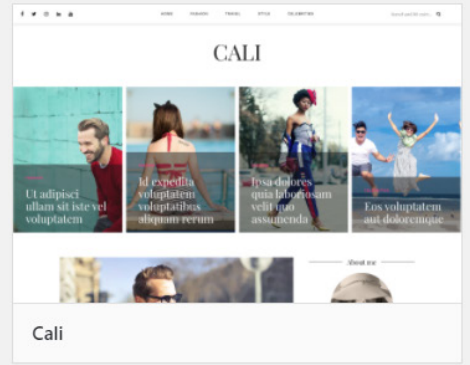 HOME FASHION TRAVEL STYLE CELEBRITIES
CALI
Ut adipisci
ullam sit iste vel
voluptatem
Id expedita
voluptatem
voluptatibus
aliquam rerum
Ipsa dolores
quia laboriosam
velit quo
assumenda
Eos voluptatem
aut doloremque
About me
Cali